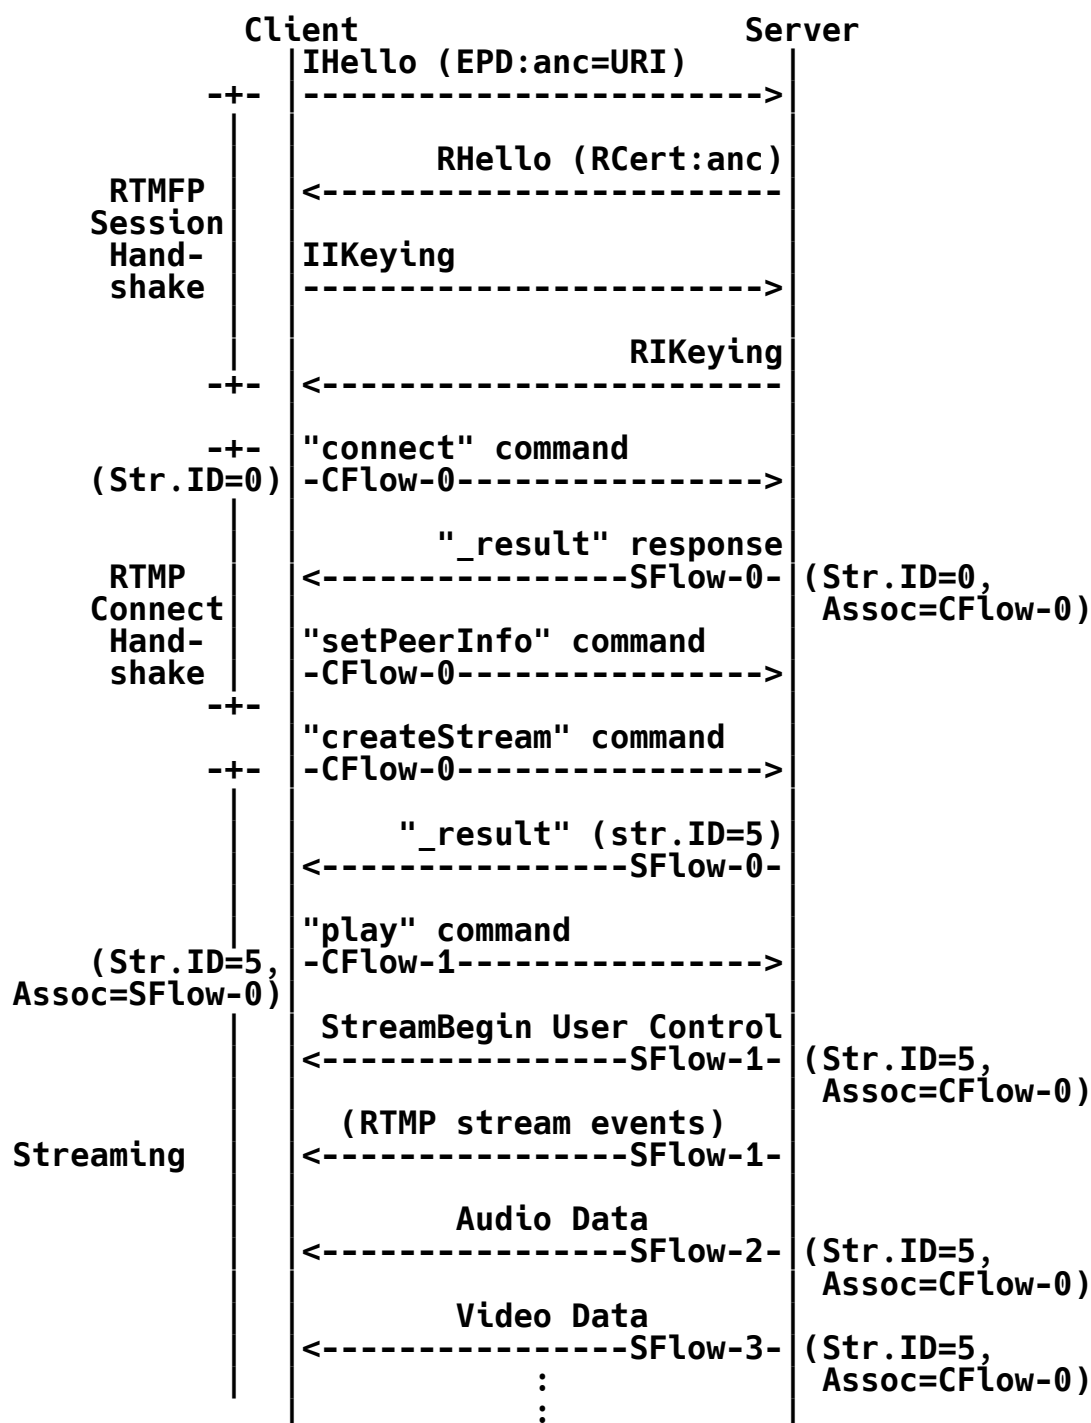 Client Server
IHello (EPD:anc=URI)
-+- |------------------------>|
RHello (RCert:anc)
RTMFP <------------------------
Session
Hand- IIKeying
shake ------------------------>
RIKeying
-+- <------------------------
-+- "connect" command
(Str.ID=0) -CFlow-0---------------->
"_result" response
RTMP <----------------SFlow-0- (Str.ID=0,
Connect Assoc=CFlow-0)
Hand- "setPeerInfo" command
shake -CFlow-0---------------->
-+-
"createStream" command
-+- -CFlow-0---------------->
"_result" (str.ID=5)
<----------------SFlow-0-
"play" command
(Str.ID=5, -CFlow-1---------------->
Assoc=SFlow-0)
StreamBegin User Control
<----------------SFlow-1- (Str.ID=5,
Assoc=CFlow-0)
(RTMP stream events)
Streaming <----------------SFlow-1-
Audio Data
<----------------SFlow-2- (Str.ID=5,
Assoc=CFlow-0)
Video Data
<----------------SFlow-3- (Str.ID=5,
: Assoc=CFlow-0)
: